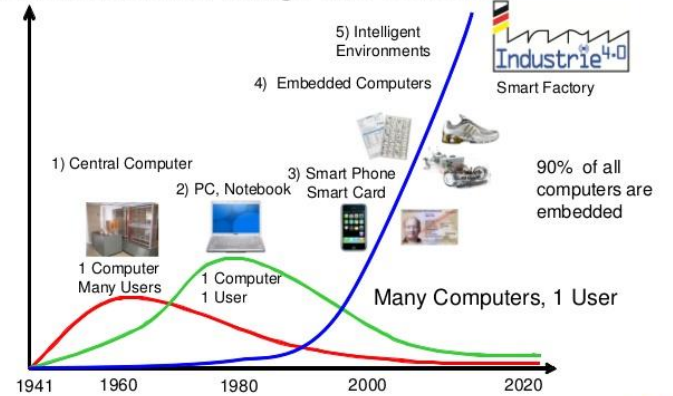 5) Intelligent
Environments
Industrie 4.0
Smart Factory
4) Embedded Computers
1) Central Computer
2) PC, Notebook
3) Smart Phone
Smart Card
90% of all
computers are
embedded
1 Computer
Many Users
1 Computer
1 User
Many Computers, 1 User
1941
1960
1980
2000
2020